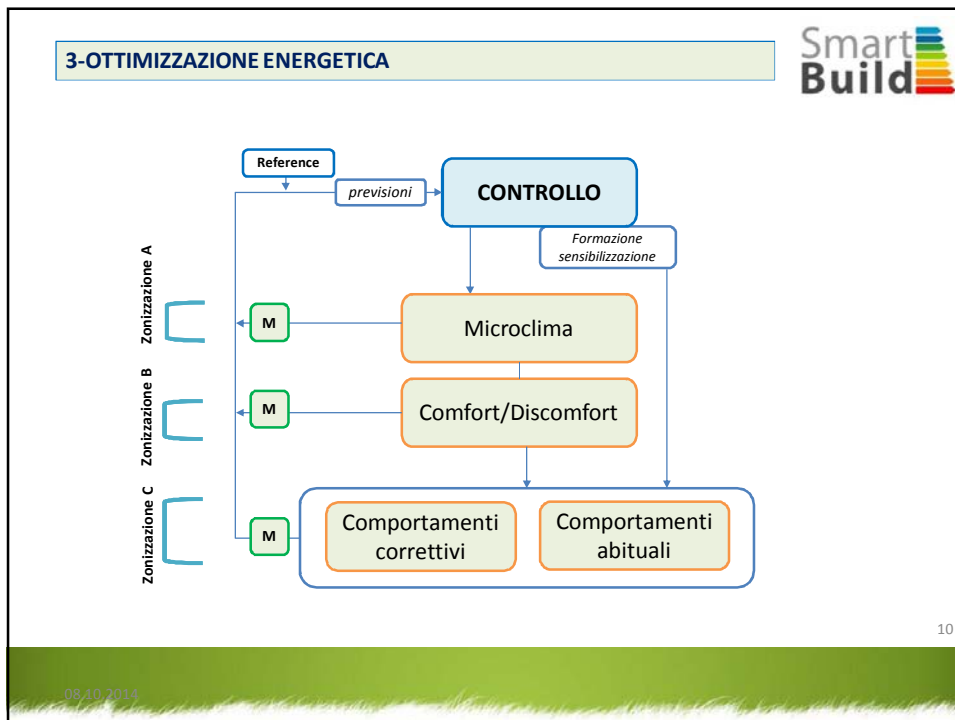 3-OTTIMIZZAZIONE ENERGETICA
Smart
Build
Reference
previsioni
CONTROLLO
Formazione
sensibilizzazione
Zonizzazione A
M
Microclima
Zonizzazione B
M
Comfort/Discomfort
Zonizzazione C
M
Comportamenti
correttivi
Comportamenti
abituali
10
08.10.2014